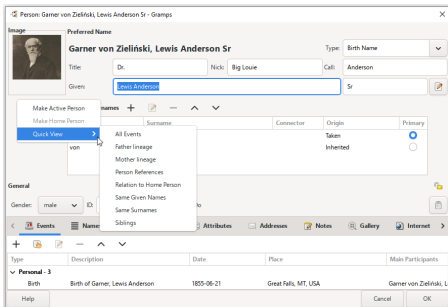 Person: Garner von Zieliński, Lewis Anderson Sr - Gramps
Image
Preferred Name
Garner von Zieliński, Lewis Anderson Sr
Type: Birth Name
Title: Dr. Nick: Big Louie Call: Anderson
Given: Lewis Anderson Sr
Make Active Person
Make Home Person
Quick View
names
Surname Connector Origin Primary
Taken
von Inherited
All Events
Father lineage
Mother lineage
Person References
Relation to Home Person
Same Given Names
Same Surnames
Siblings
General
Gender: male ID:
Events Name Attributes Addresses Notes Gallery Internet
Type Description Date Place Main Participants
Personal - 3
Birth Birth of Garner, Lewis Anderson 1855-06-21 Great Falls, MT, USA Garner von Zieliński, L
Help Cancel OK